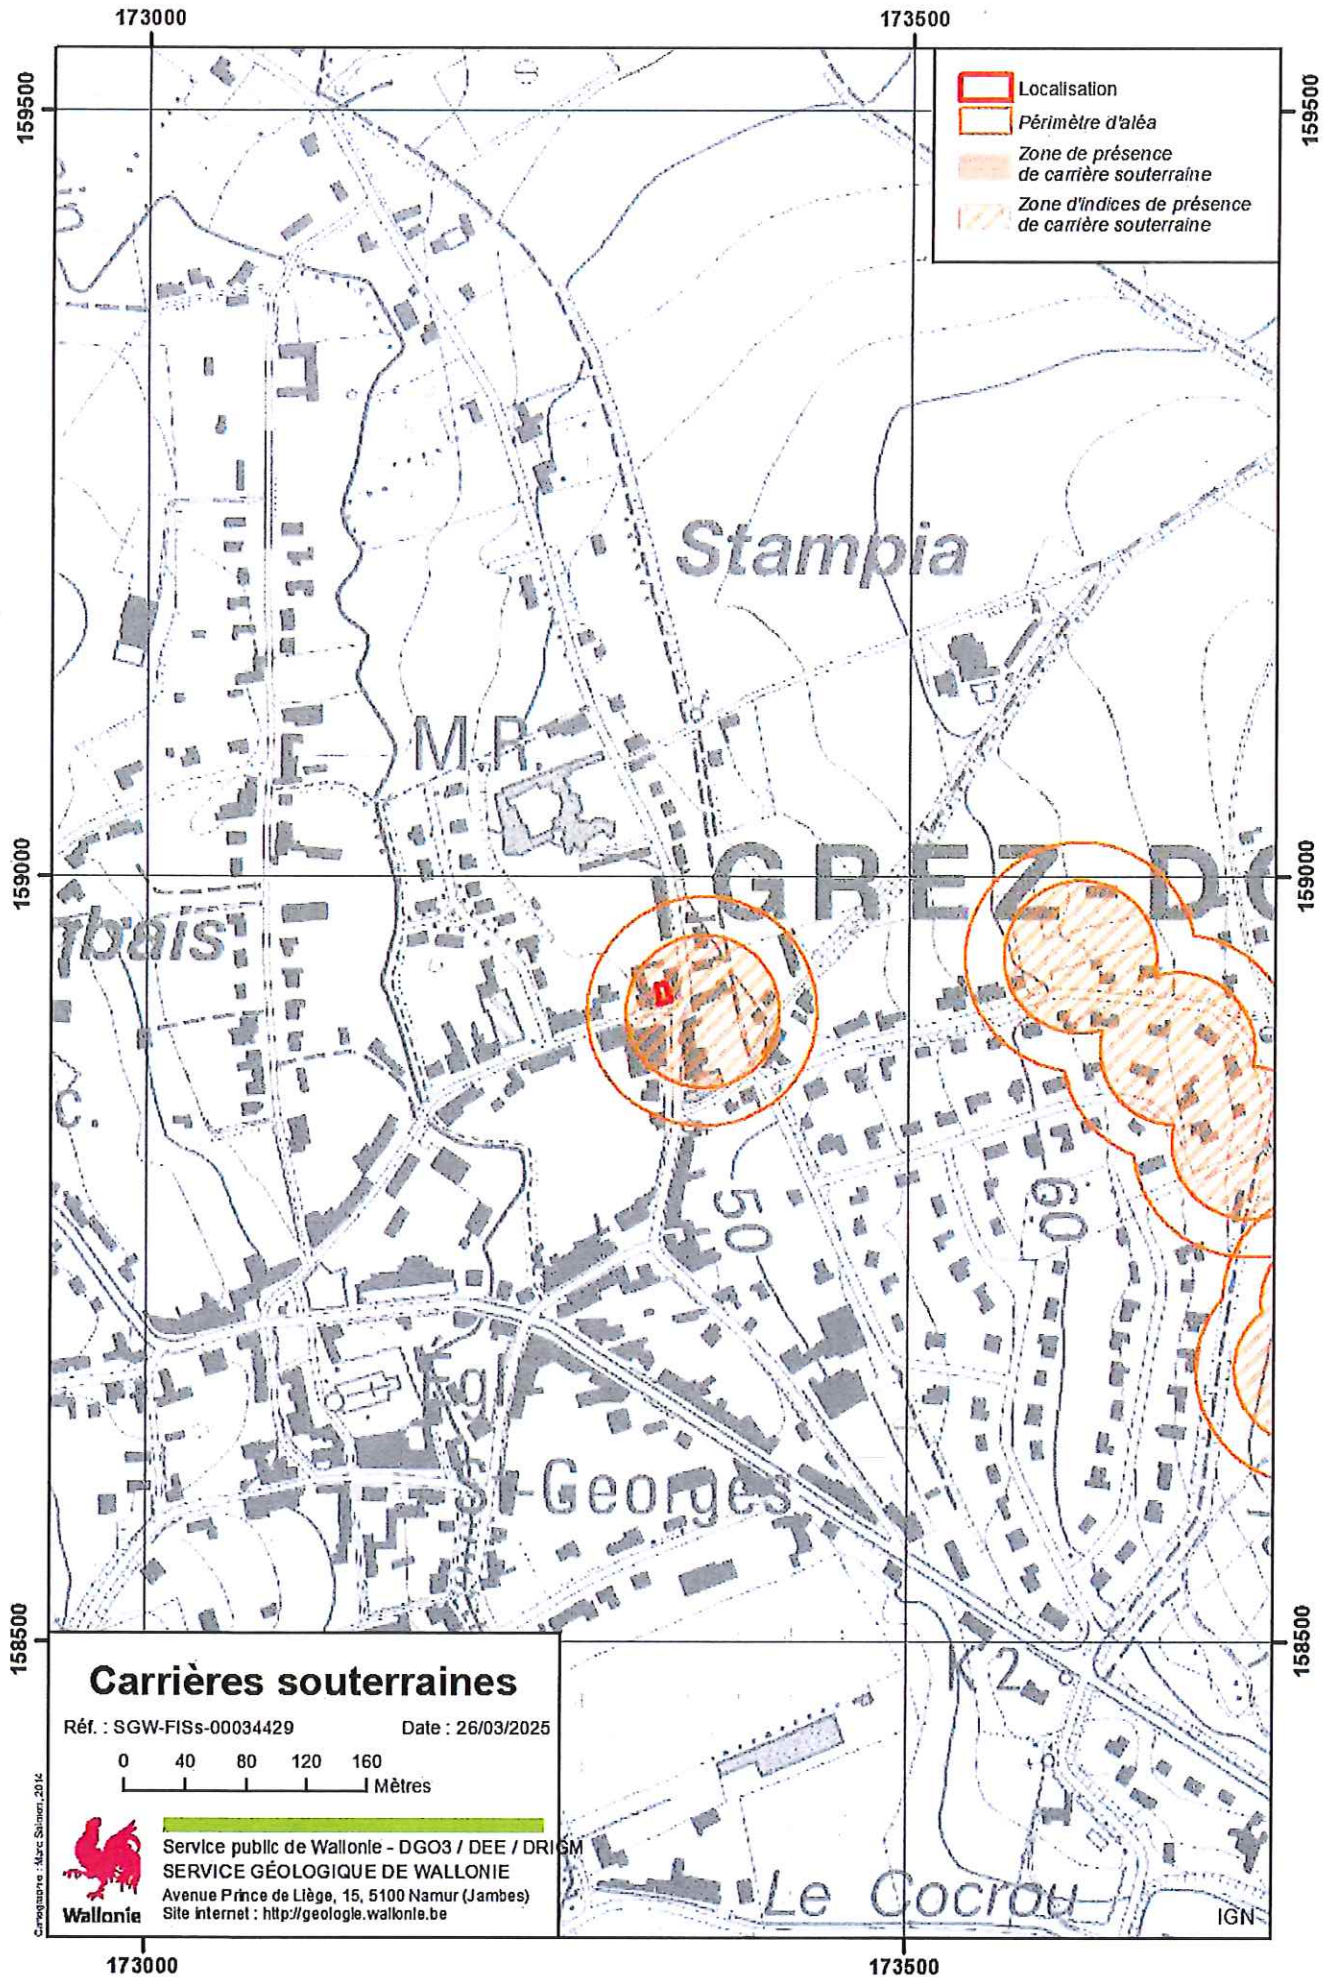 173000
173500
159500
159500
Localisation
Périmètre d'aléa
Zone de présence
de carrière souterraine
Zone d'indices de présence
de carrière souterraine
Stampia
M.R.
159000
159000
GREZ-DO
bais
C.
50
60
Egl
St-Georges
158500
158500
K 2
Carrières souterraines
Réf. : SGW-FISs-00034429
Date : 26/03/2025
0 40 80 120 160
Mètres
Service public de Wallonie - DGO3 / DEE / DRIGM
SERVICE GÉOLOGIQUE DE WALLONIE
Avenue Prince de Liège, 15, 5100 Namur (Jambes)
Site internet : http://geologie.wallonie.be
Wallonie
Le Cocrou
IGN
173000
173500